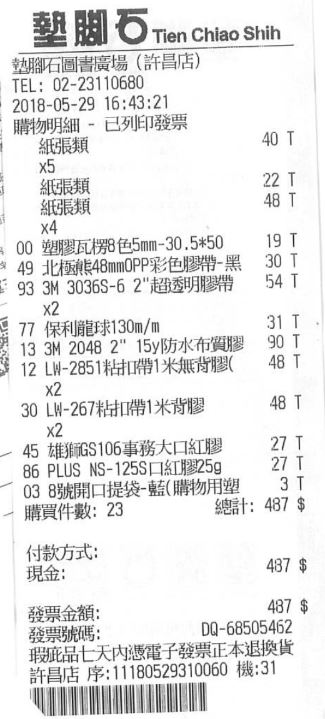 墊腳石 Tien Chiao Shih
墊腳石圖書廣場(許昌店)
TEL: 02-23110680
2018-05-29 16:43:21
購物明細 - 已列印發票
紙張類 40 T
x5
紙張類 22 T
紙張類 48 T
x4
00 塑膠瓦楞8色5mm-30.5*50 19 T
49 北極熊48mmOPP彩色膠帶-黑 30 T
93 3M 3036S-6 2"超透明膠帶 54 T
x2
77 保利龍球130m/m 31 T
13 3M 2048 2" 15y防水布質膠 90 T
12 LW-2851粘扣帶1米無背膠( 48 T
x2
30 LW-267粘扣帶1米背膠 48 T
x2
45 雄獅GS106事務大口紅膠 27 T
86 PLUS NS-125S口紅膠25g 27 T
03 8號開口提袋-藍(購物用塑 3 T
購買件數: 23 總計: 487 $
付款方式:
現金: 487 $
發票金額: 487 $
發票號碼: DQ-68505462
瑕疵品七天內憑電子發票正本退換貨
許昌店 序:11180529310060 機:31